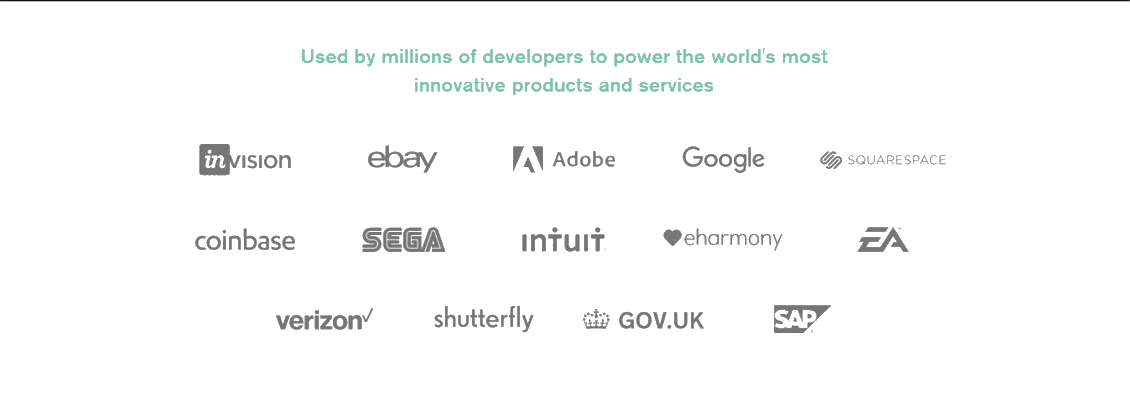 Used by millions of developers to power the world's most
innovative products and services
invision ebay Adobe Google SQUARESPACE
coinbase SEGA intuit eharmony EA
verizon shutterfly GOV.UK SAP